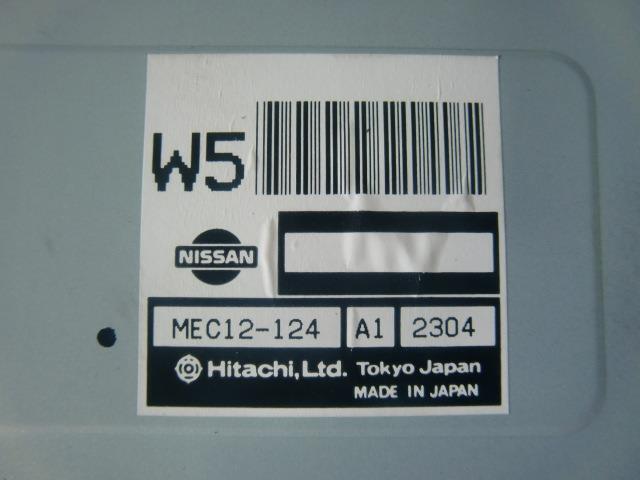 W5
NISSAN
MEC12-124 A1 2304
Hitachi, Ltd. Tokyo Japan
MADE IN JAPAN